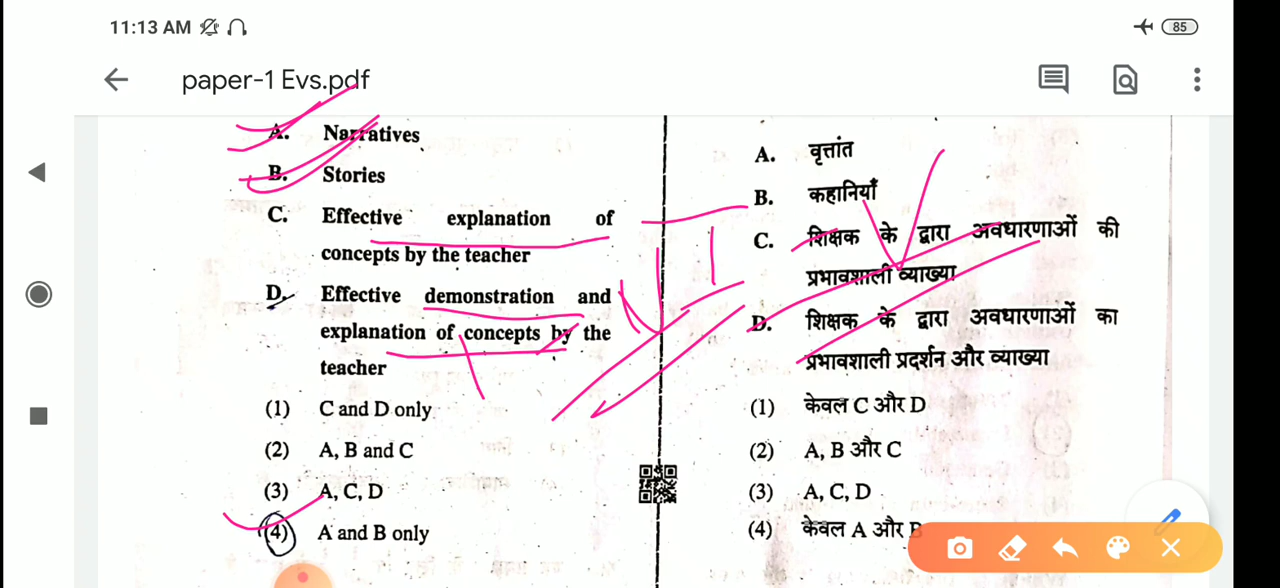 11:13 AM
85
paper-1 Evs.pdf
A. Narratives
B. Stories
C. Effective explanation of
concepts by the teacher
D. Effective demonstration and
explanation of concepts by the
teacher
(1) C and D only
(2) A, B and C
(3) A, C, D
(4) A and B only
A. वृत्तांत
B. कहानियाँ
C. शिक्षक के द्वारा अवधारणाओं की
प्रभावशाली व्याख्या
D. शिक्षक के द्वारा अवधारणाओं का
प्रभावशाली प्रदर्शन और व्याख्या
(1) केवल C और D
(2) A, B और C
(3) A, C, D
(4) केवल A और B